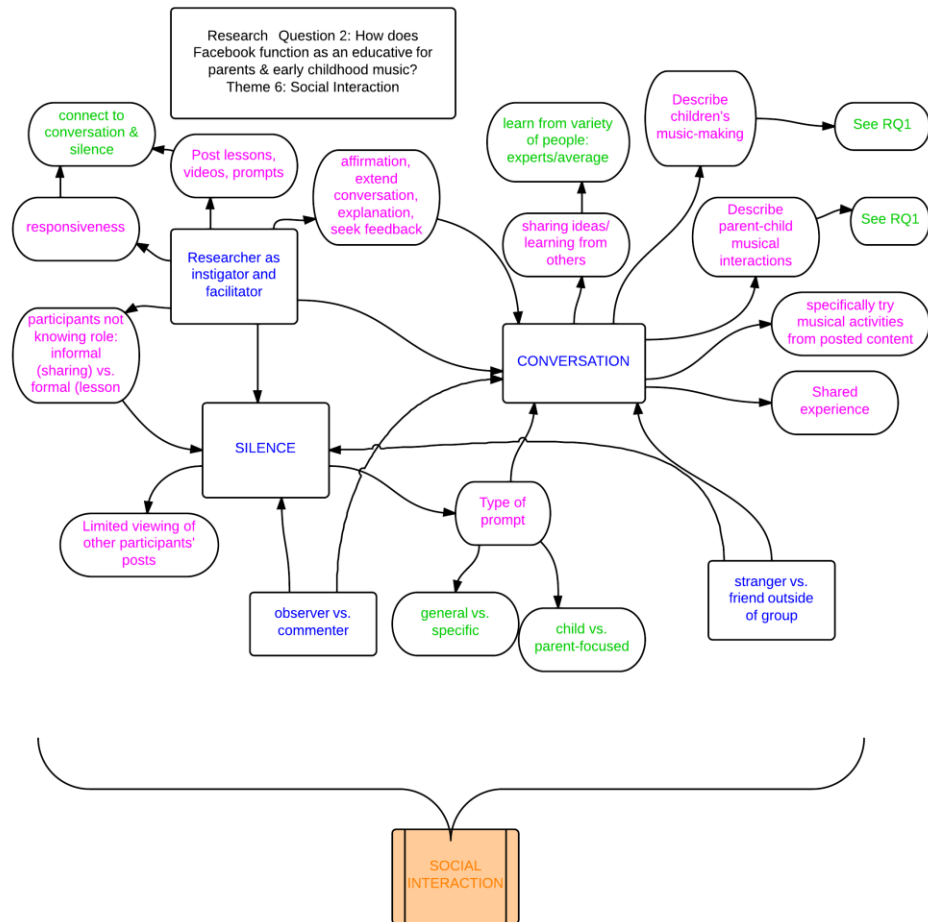 Research Question 2: How does
Facebook function as an educative for
parents & early childhood music?
Theme 6: Social Interaction
connect to
conversation &
silence
Post lessons,
videos, prompts
affirmation,
extend
conversation,
explanation,
seek feedback
learn from variety
of people:
experts/average
Describe
children's
music-making
See RQ1
responsiveness
Researcher as
instigator and
facilitator
sharing ideas/
learning from
others
Describe
parent-child
musical
interactions
See RQ1
participants not
knowing role:
informal
(sharing) vs.
formal (lesson
CONVERSATION
specifically try
musical activities
from posted content
Shared
experience
SILENCE
Limited viewing of
other participants'
posts
Type of
prompt
observer vs.
commenter
general vs.
specific
child vs.
parent-focused
stranger vs.
friend outside
of group
SOCIAL
INTERACTION